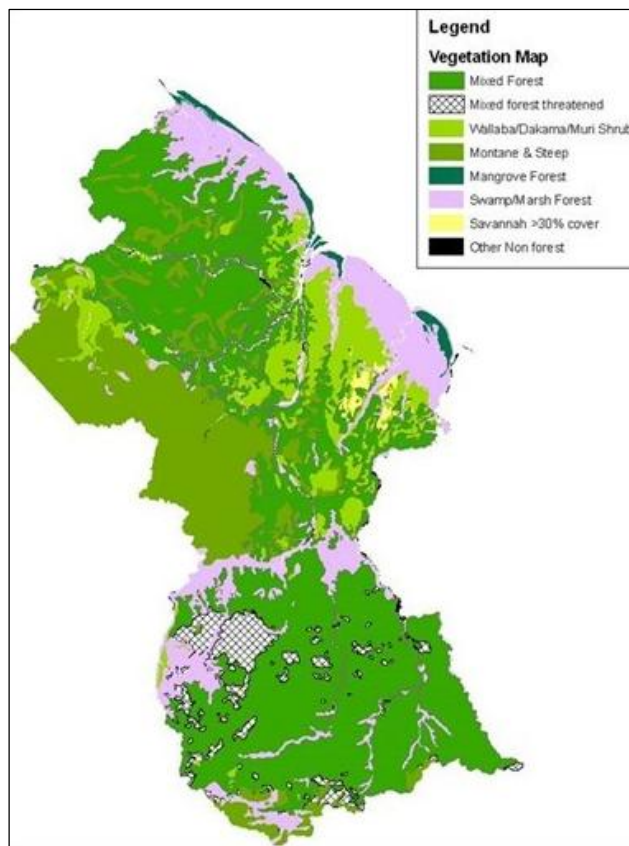 Legend
Vegetation Map
Mixed Forest
Mixed forest threatened
Wallaba/Dakama/Muri Shrub
Montane & Steep
Mangrove Forest
Swamp/Marsh Forest
Savannah >30% cover
Other Non forest